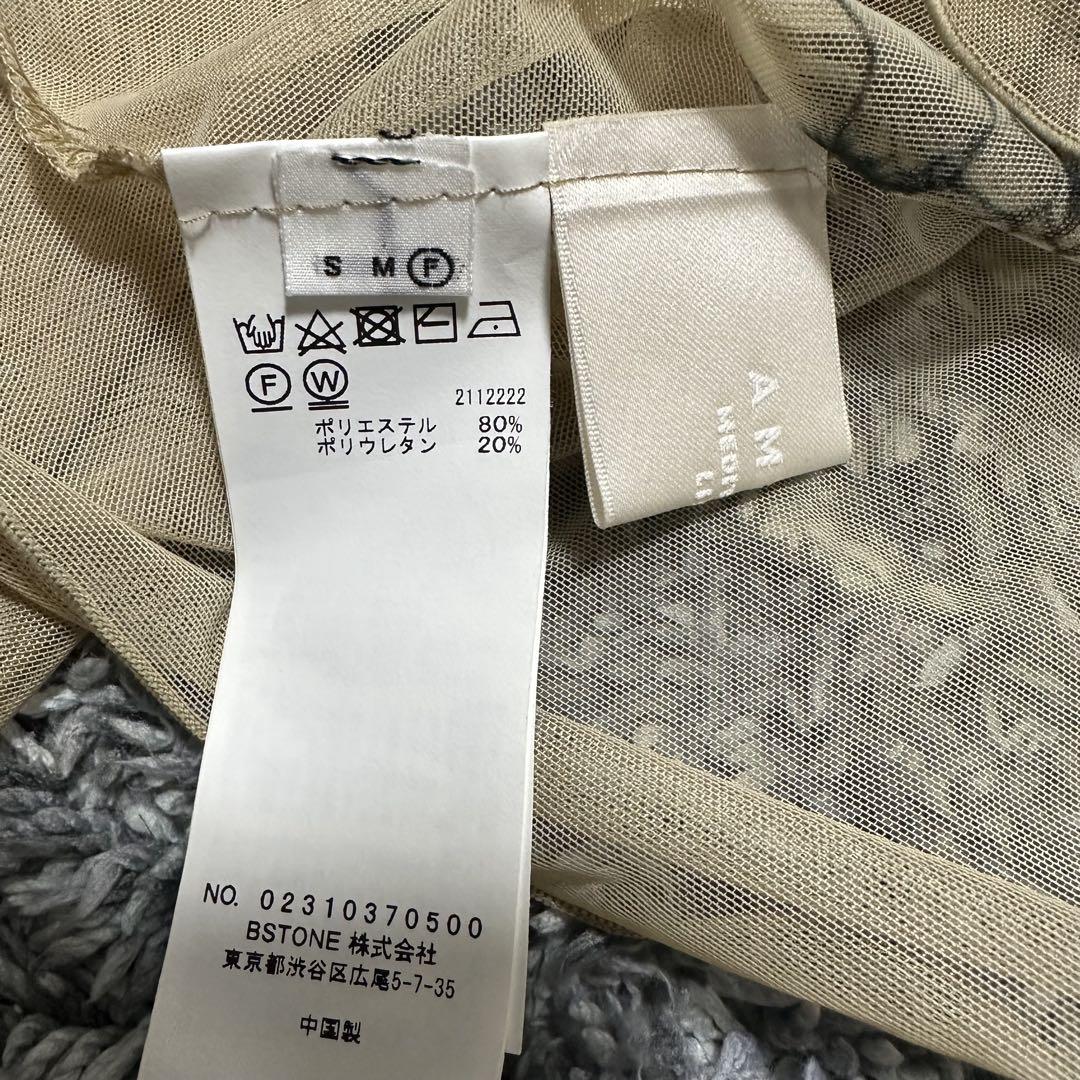 S M F
F W
2112222
ポリエステル 80%
ポリウレタン 20%
NO. 02310370500
BSTONE 株式会社
東京都渋谷区広尾5-7-35
中国製
A M